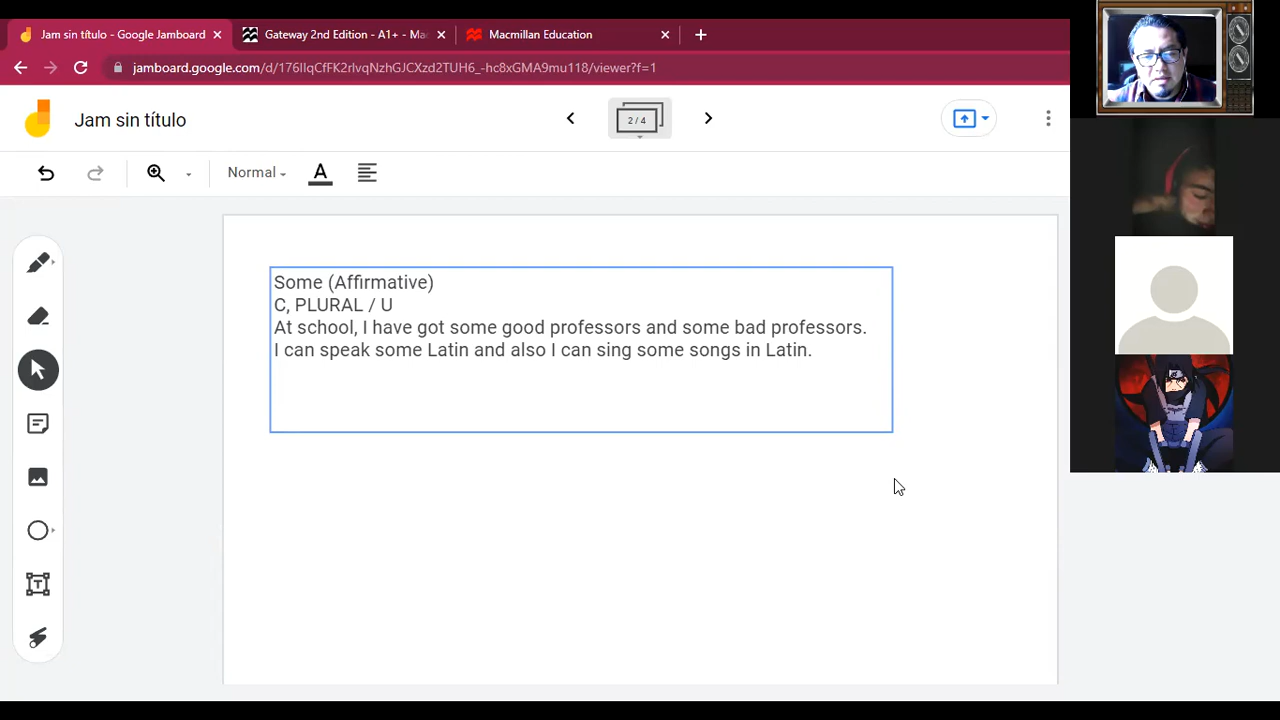 Jam sin título - Google Jamboard
Gateway 2nd Edition - A1+ - Mac
Macmillan Education
jamboard.google.com/d/176IIqCfFK2rlvqNzhGJCXzd2TUH6_-hc8xGMA9mu118/viewer?f=1
Jam sin título
2 / 4
Normal
A
Some (Affirmative)
C, PLURAL / U
At school, I have got some good professors and some bad professors.
I can speak some Latin and also I can sing some songs in Latin.